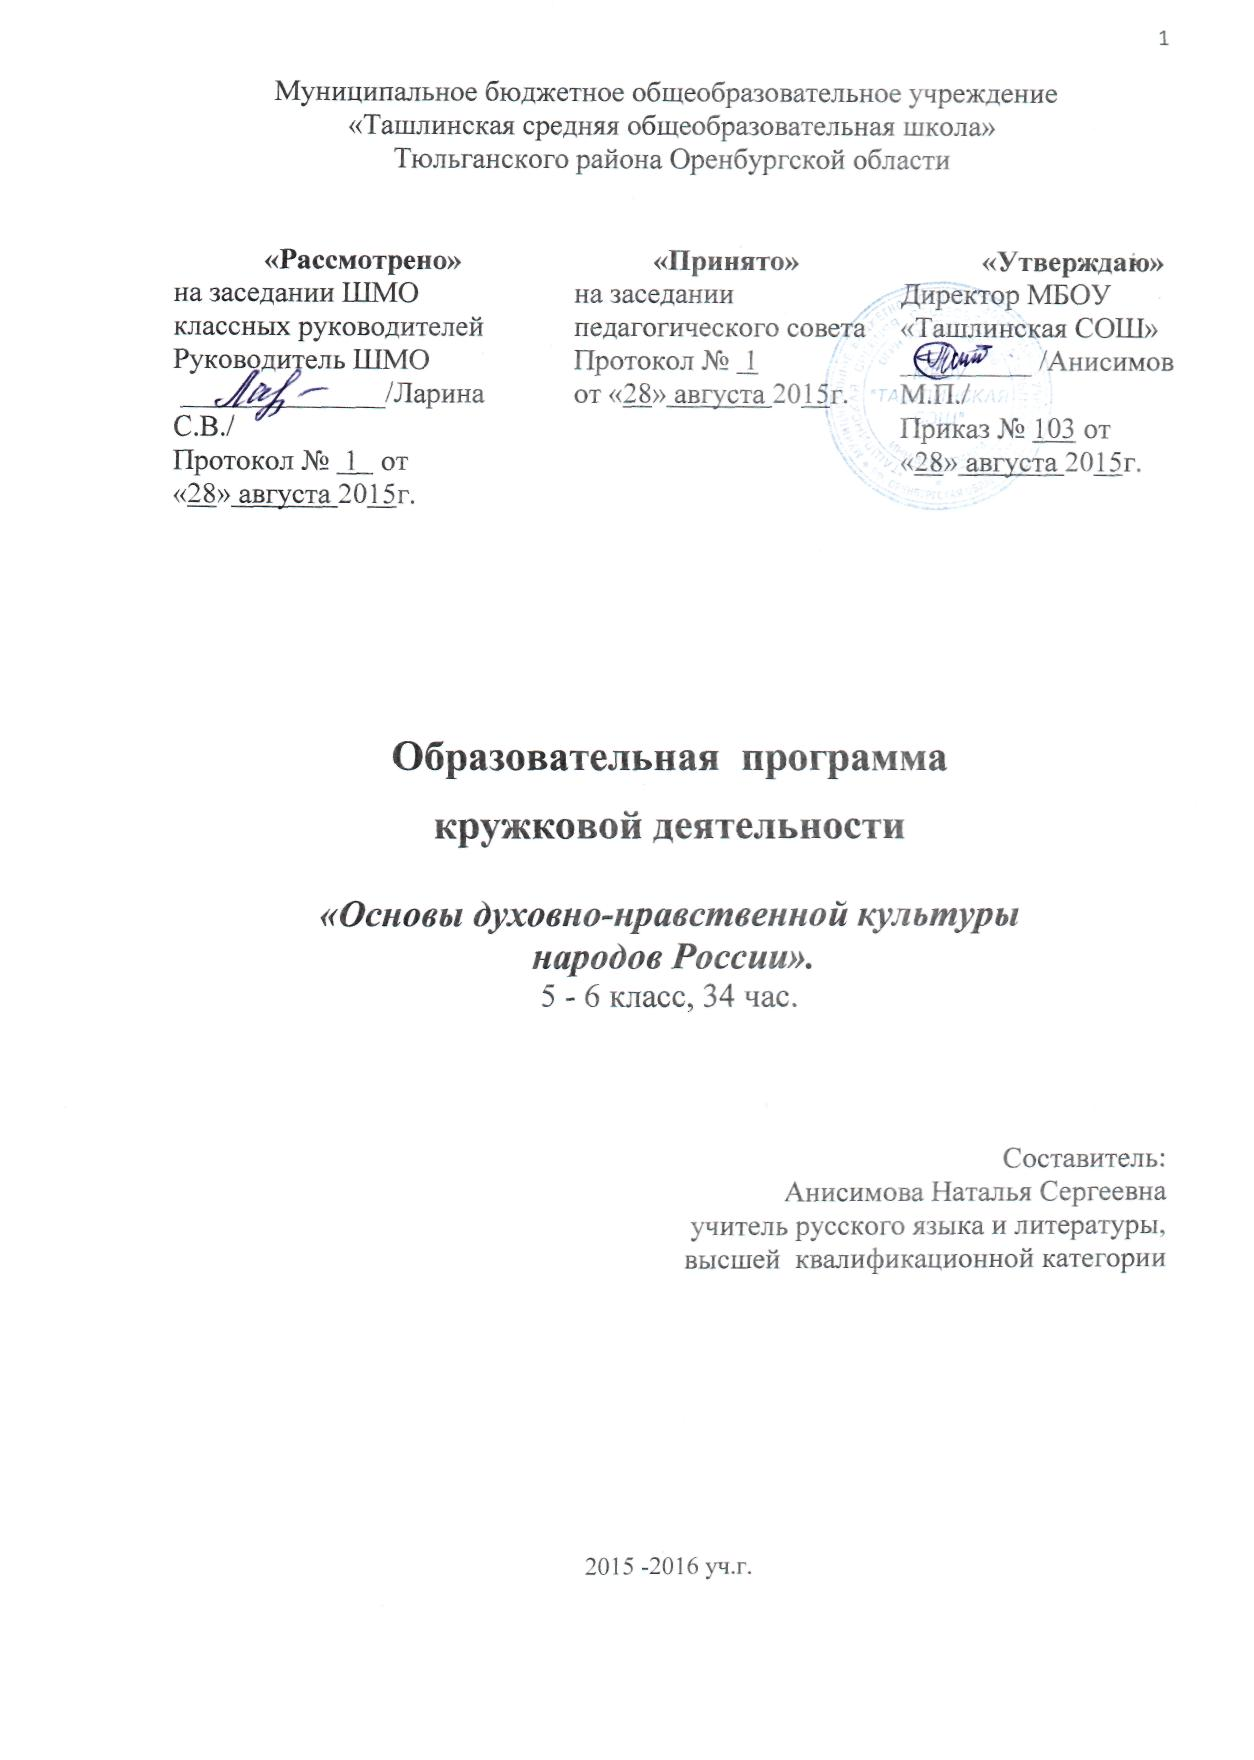 1
Муниципальное бюджетное общеобразовательное учреждение
«Ташлинская средняя общеобразовательная школа»
Тюльганского района Оренбургской области
«Рассмотрено»
на заседании ШМО
классных руководителей
Руководитель ШМО
_______________/Ларина
С.В./
Протокол № _1_ от
«28» августа 2015г.
«Принято»
на заседании
педагогического совета
Протокол № _1
от «28» августа 2015г.
«Утверждаю»
Директор МБОУ
«Ташлинская СОШ»
_________ /Анисимов
М.П./
Приказ № 103 от
«28» августа 2015г.
Образовательная программа
кружковой деятельности
«Основы духовно-нравственной культуры
народов России».
5 - 6 класс, 34 час.
Составитель:
Анисимова Наталья Сергеевна
учитель русского языка и литературы,
высшей квалификационной категории
2015 -2016 уч.г.